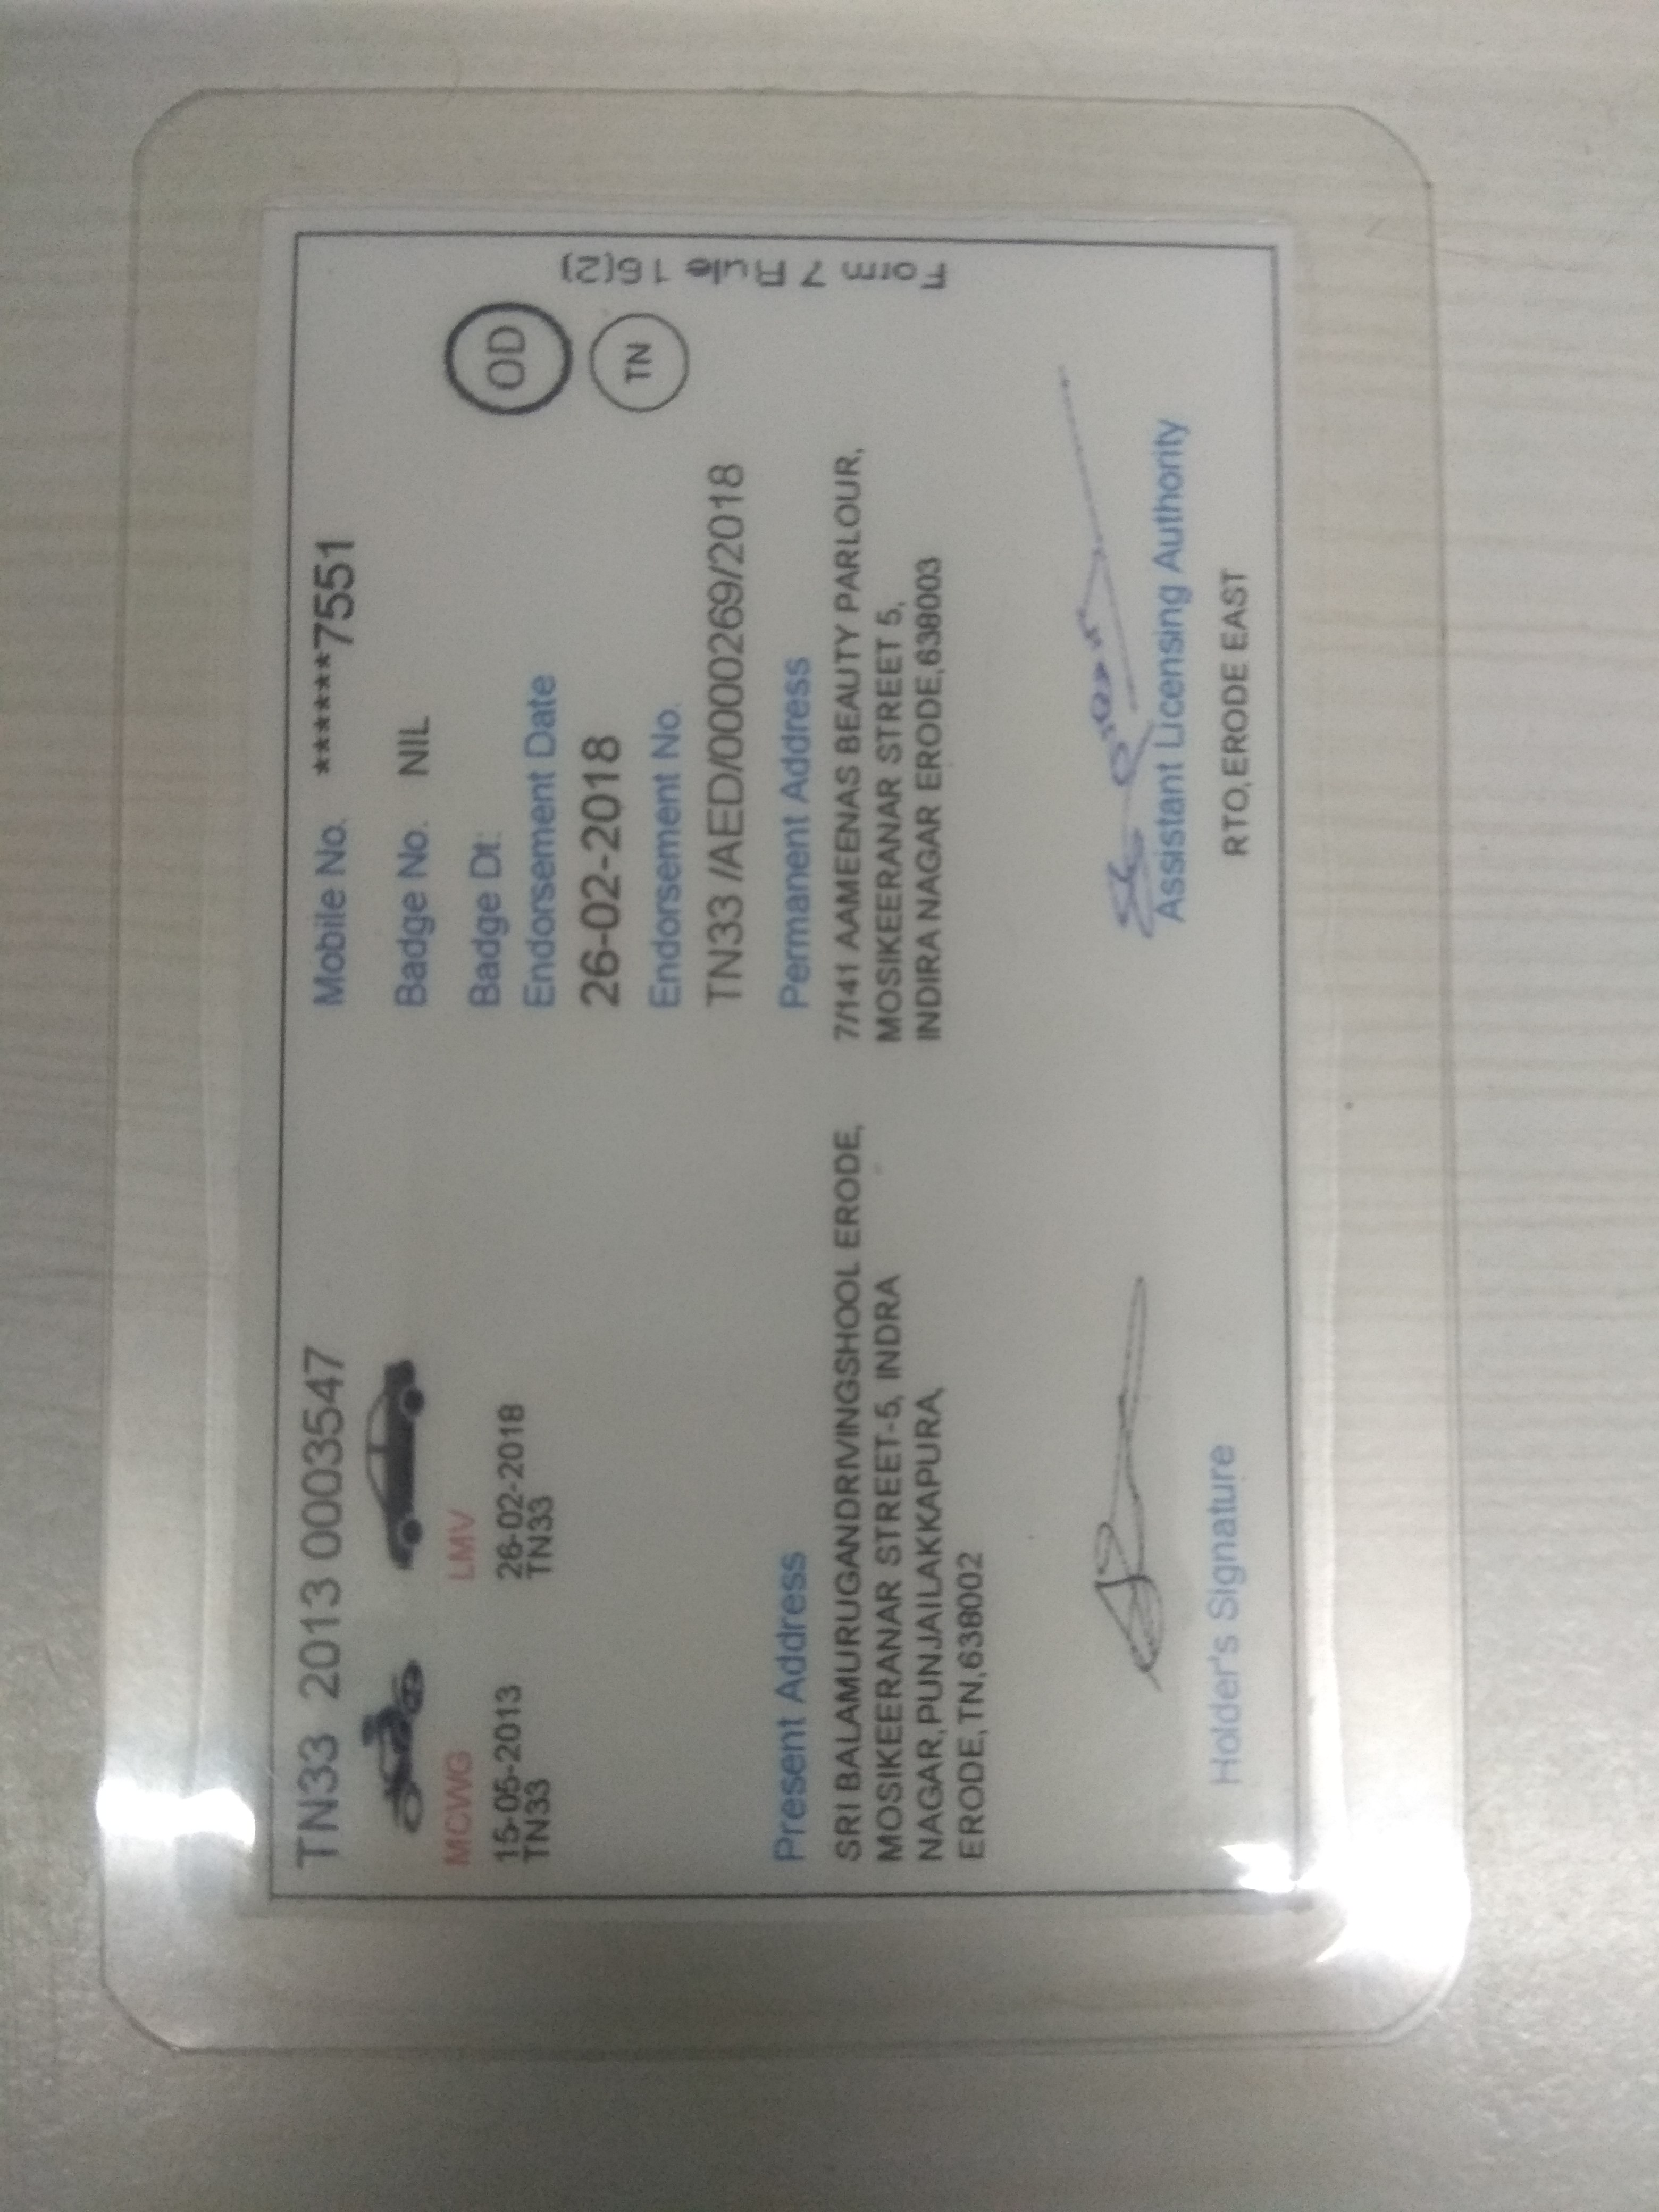 TN33 2013 0003547
MCWG
15-05-2013
TN33
LMV
26-02-2018
TN33
Mobile No. ******7551
Badge No. NIL
Badge Dt:
Endorsement Date
26-02-2018
Endorsement No.
TN33 /AED/0000269/2018
OD
TN
Form 7 Rule 16(2)
Present Address
SRI BALAMURUGANDRIVINGSHOOL ERODE,
MOSIKEERANAR STREET-5, INDRA
NAGAR,PUNJAILAKKAPURA,
ERODE,TN,638002
Permanent Address
7/141 AAMEENAS BEAUTY PARLOUR,
MOSIKEERANAR STREET 5,
INDIRA NAGAR ERODE,638003
Holder's Signature
Assistant Licensing Authority
RTO,ERODE EAST